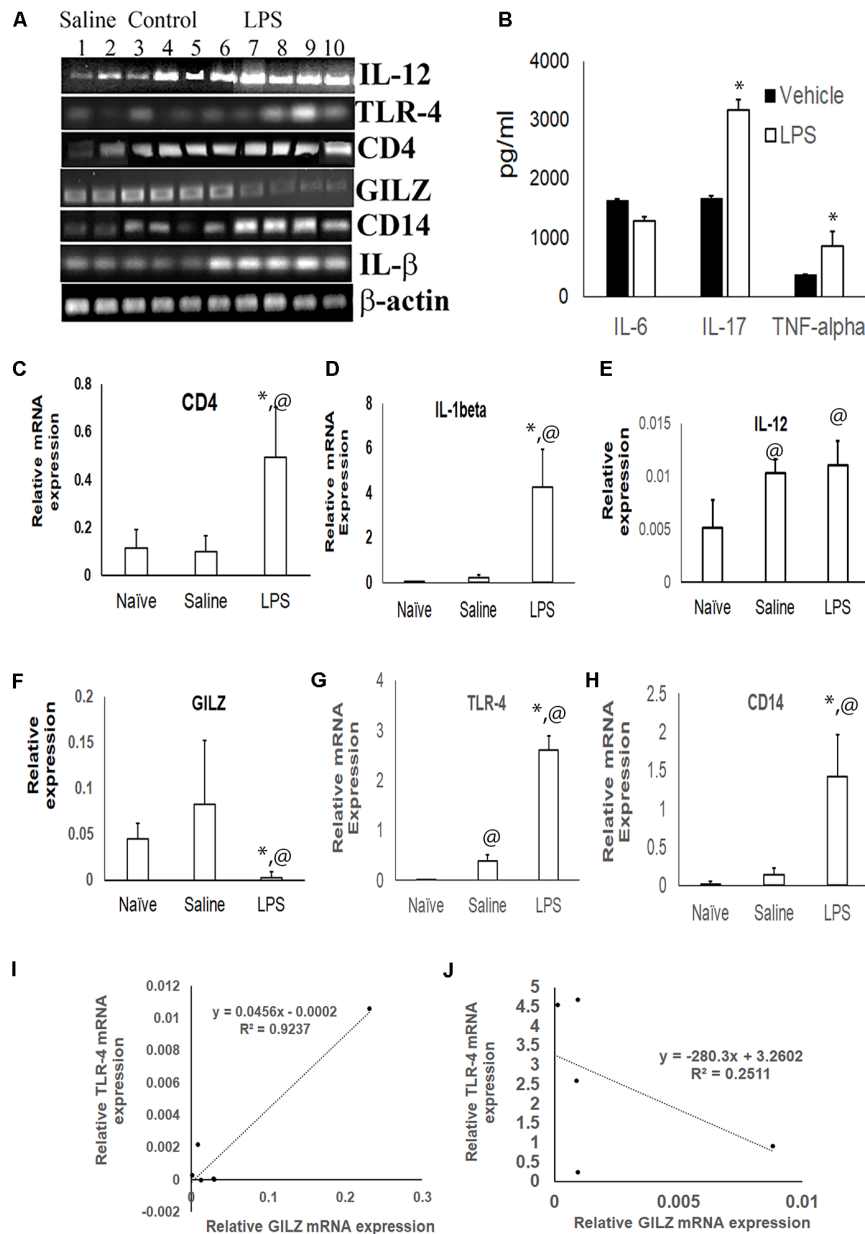 A
Saline Control LPS
1 2 3 4 5 6 7 8 9 10
IL-12
TLR-4
CD4
GILZ
CD14
IL-β
β-actin
B
pg/ml
4000
3000
2000
1000
0
*
*
Vehicle
LPS
IL-6 IL-17 TNF-alpha
C
Relative mRNA
expression
0.8
0.6
0.4
0.2
0
CD4
*,@
Naïve Saline LPS
D
Relative mRNA
Expression
8
6
4
2
0
IL-1beta
*,@
Naïve Saline LPS
E
Relative
expression
0.015
0.01
0.005
0
IL-12
@
@
Naïve Saline LPS
F
Relative
expression
0.2
0.15
0.1
0.05
0
GILZ
*,@
Naïve Saline LPS
G
Relative mRNA
Expression
4
3
2
1
0
TLR-4
@
*,@
Naïve Saline LPS
H
Relative mRNA
Expression
2.5
2
1.5
1
0.5
0
CD14
*,@
Naïve Saline LPS
I
Relative TLR-4 mRNA
expression
0.012
0.01
0.008
0.006
0.004
0.002
0
-0.002
y = 0.0456x - 0.0002
R² = 0.9237
0 0.1 0.2 0.3
Relative GILZ mRNA expression
J
Relative TLR-4 mRNA
expression
5
4.5
4
3.5
3
2.5
2
1.5
1
0.5
0
y = -280.3x + 3.2602
R² = 0.2511
0 0.005 0.01
Relative GILZ mRNA expression